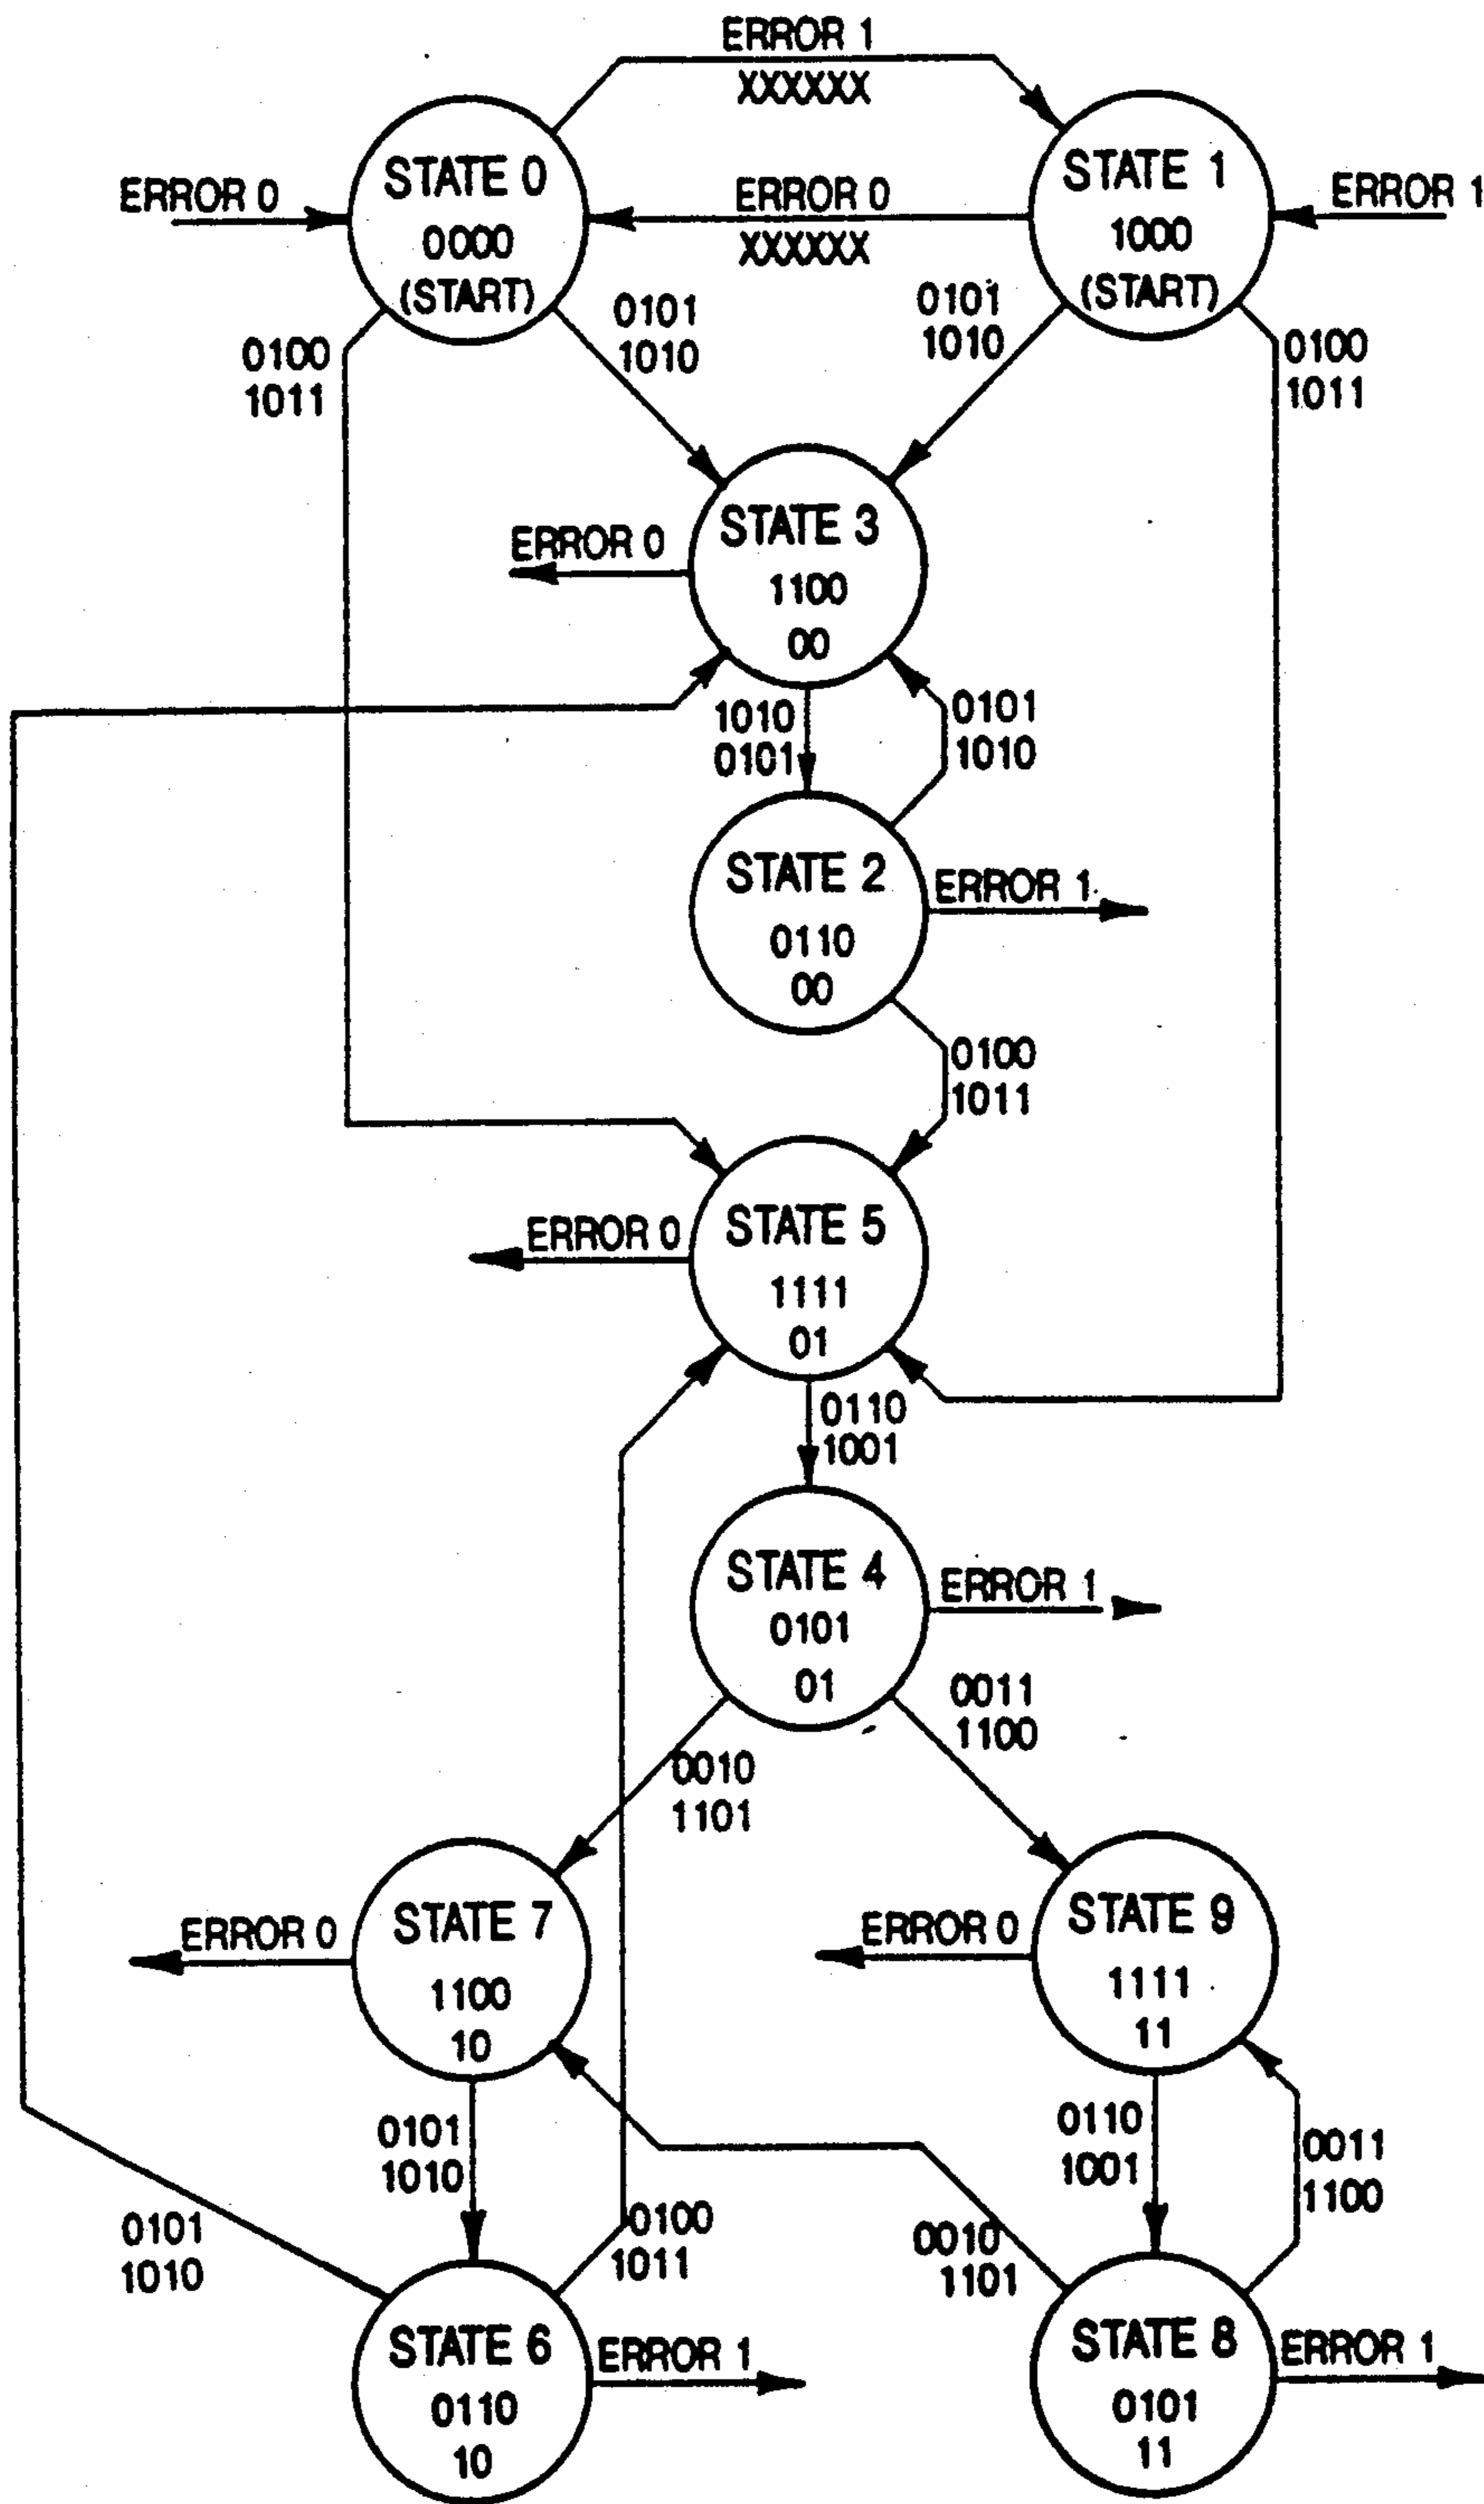 ERROR 1
XXXXXX
STATE 0
0000
(START)
STATE 1
1000
(START)
ERROR 0
ERROR 0
XXXXXX
ERROR 1
0100
1011
0101
1010
0101
1010
0100
1011
STATE 3
1100
00
ERROR 0
1010
0101
0101
1010
STATE 2
0110
00
ERROR 1
0100
1011
STATE 5
1111
01
ERROR 0
0110
1001
STATE 4
0101
01
ERROR 1
0010
1101
0011
1100
STATE 7
1100
10
ERROR 0
STATE 9
1111
11
ERROR 0
0101
1010
0101
1010
0100
1011
0010
1101
0110
1001
0011
1100
STATE 6
0110
10
ERROR 1
STATE 8
0101
11
ERROR 1